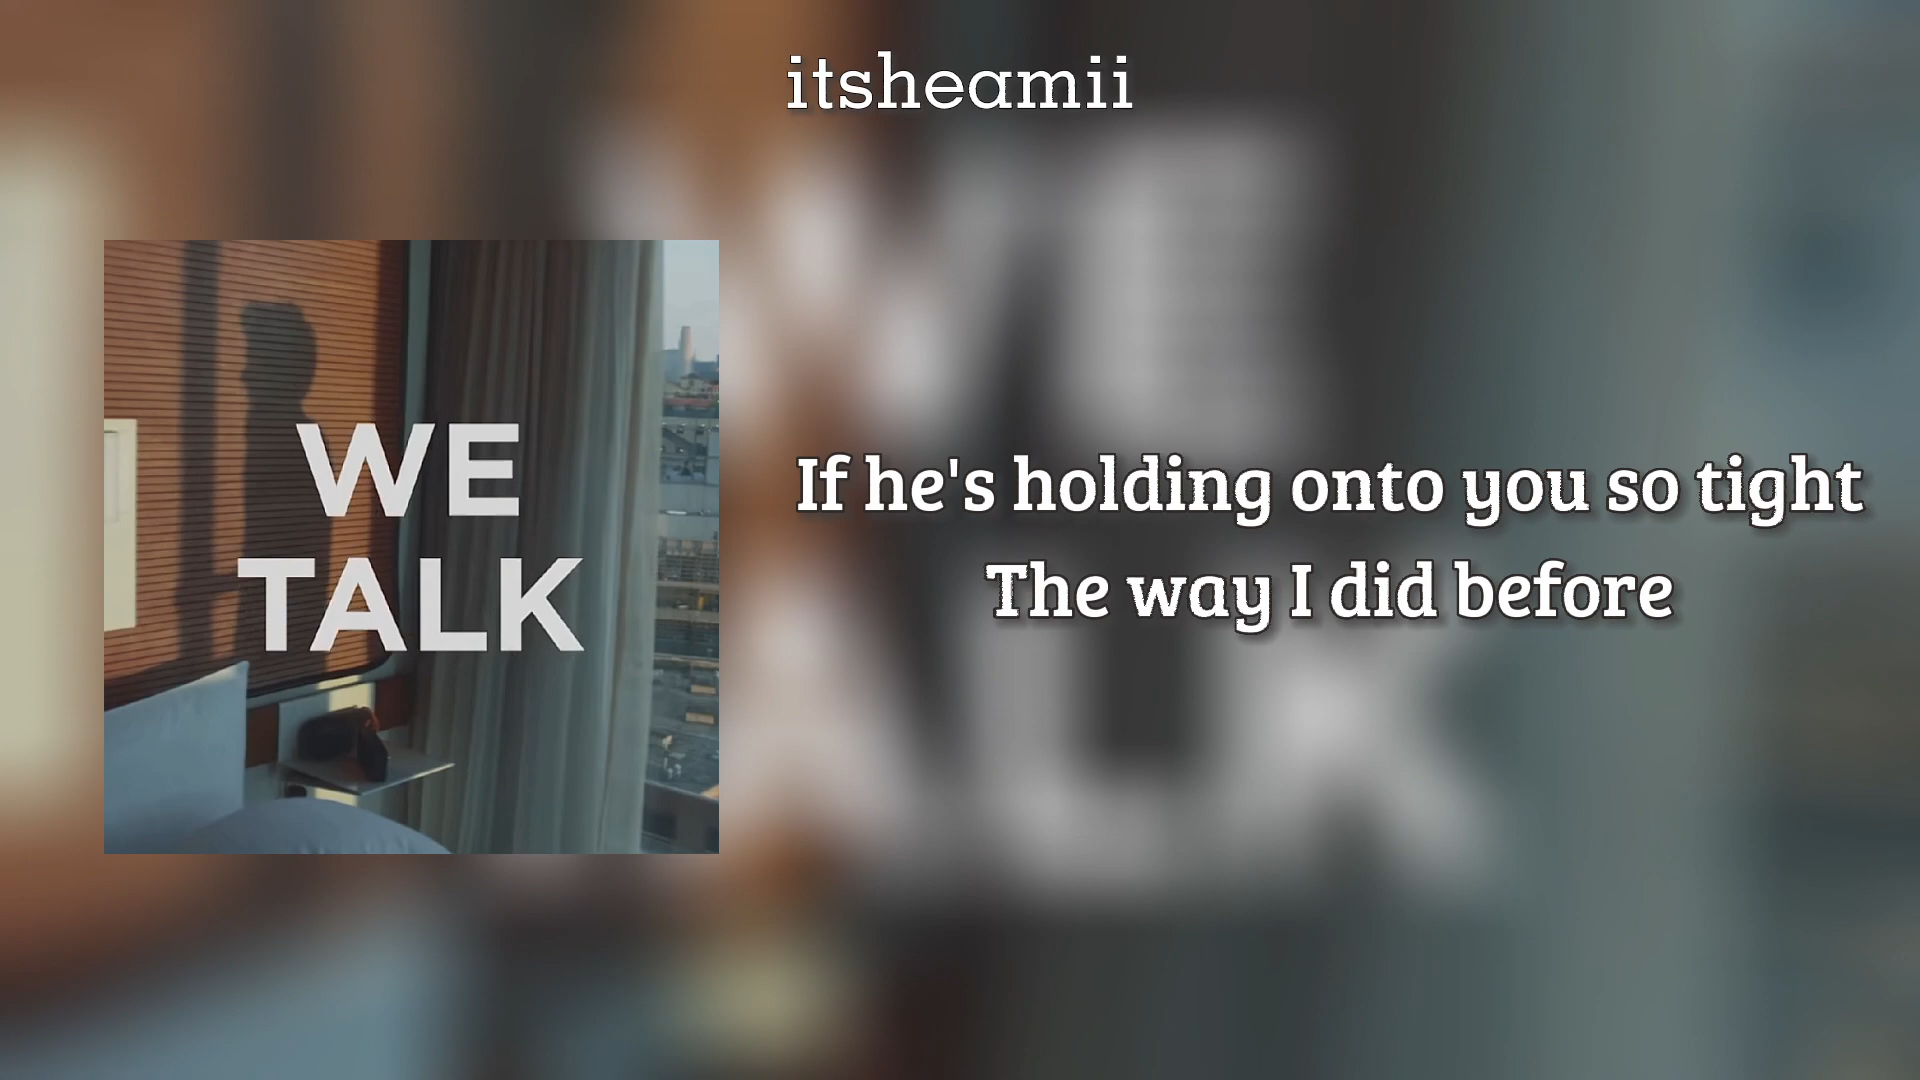 itsheamii
WE
TALK
If he's holding onto you so tight
The way I did before